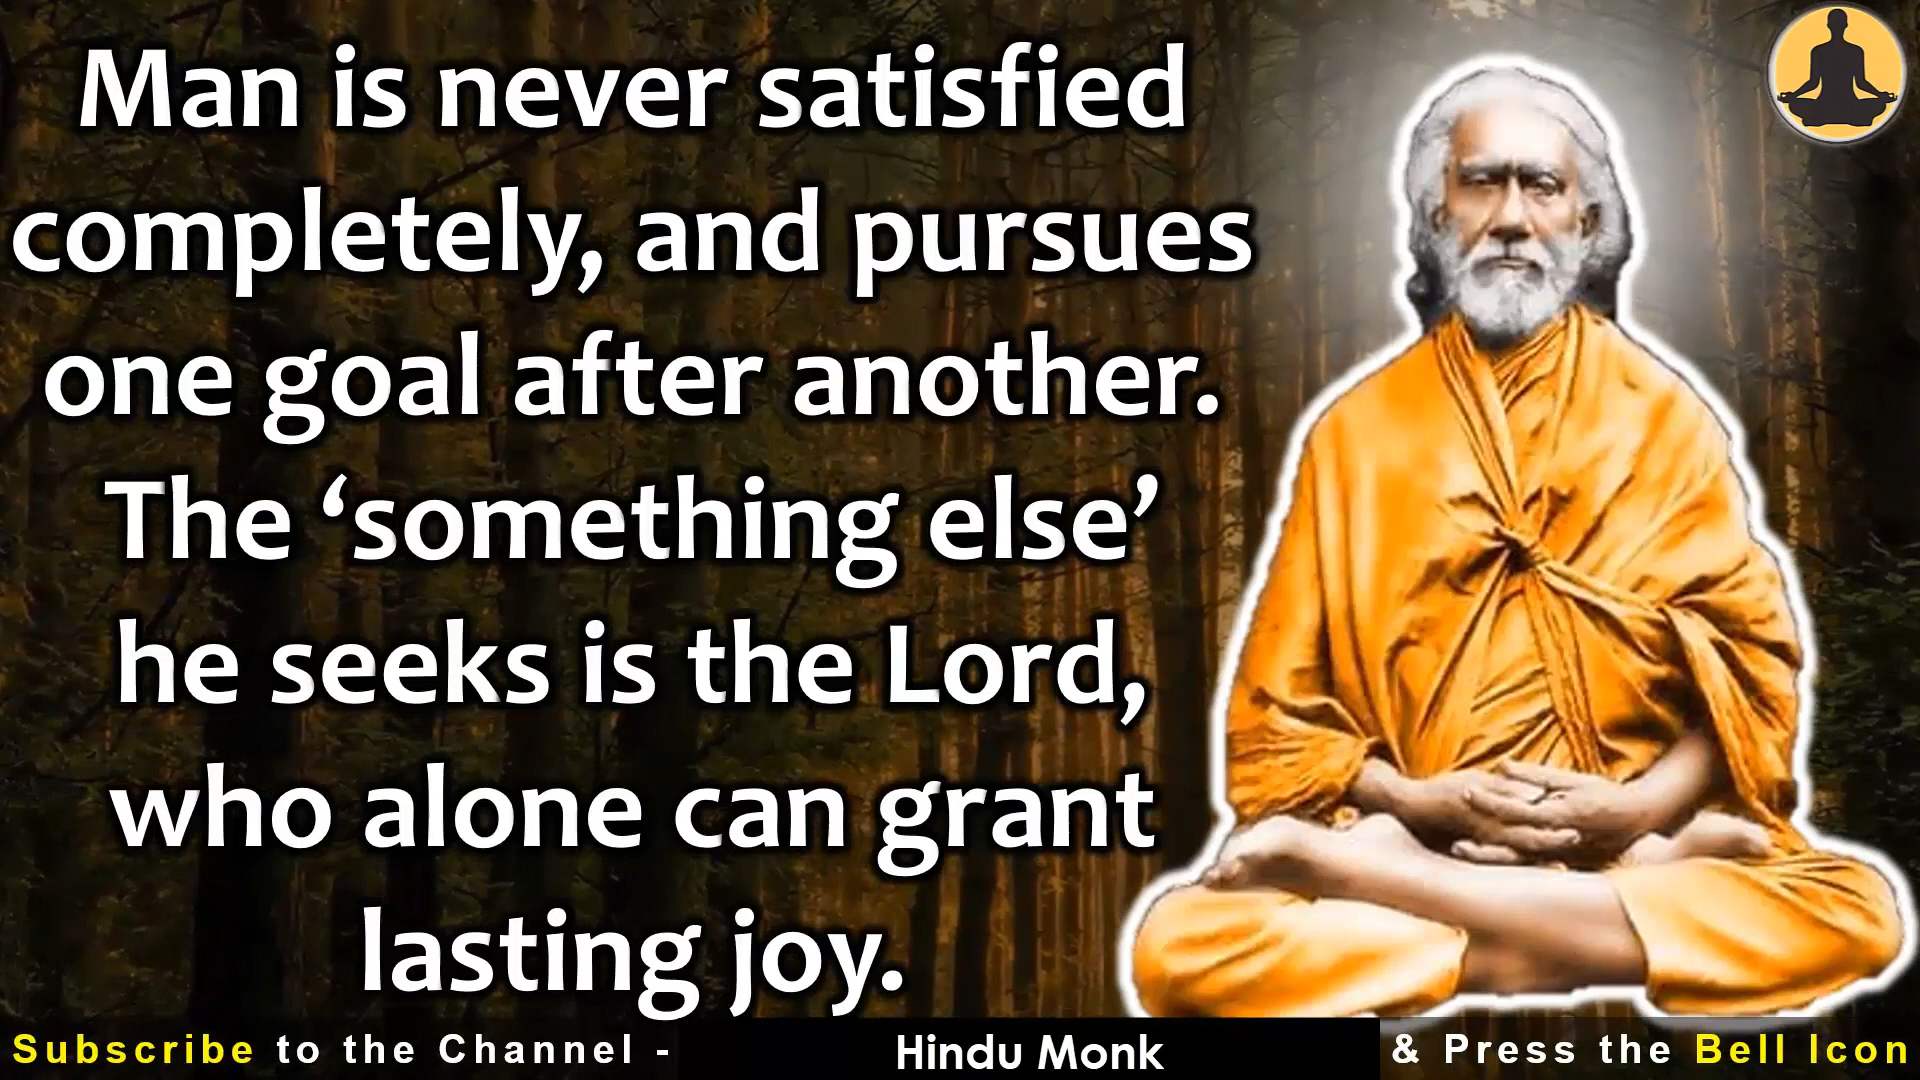 Man is never satisfied
completely, and pursues
one goal after another.
The ‘something else’
he seeks is the Lord,
who alone can grant
lasting joy.
Subscribe to the Channel - Hindu Monk & Press the Bell Icon